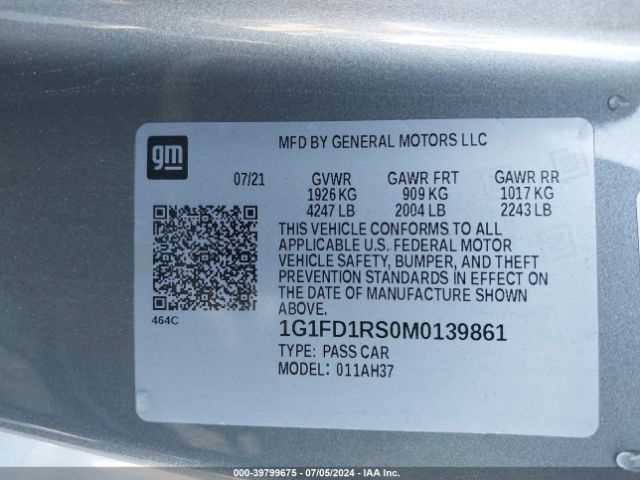 gm
MFD BY GENERAL MOTORS LLC
07/21 GVWR GAWR FRT GAWR RR
1926 KG 909 KG 1017 KG
4247 LB 2004 LB 2243 LB
THIS VEHICLE CONFORMS TO ALL
APPLICABLE U.S. FEDERAL MOTOR
VEHICLE SAFETY, BUMPER, AND THEFT
PREVENTION STANDARDS IN EFFECT ON
THE DATE OF MANUFACTURE SHOWN
ABOVE.
464C
1G1FD1RS0M0139861
TYPE: PASS CAR
MODEL: 011AH37
000-39799675 - 07/05/2024 - IAA Inc.